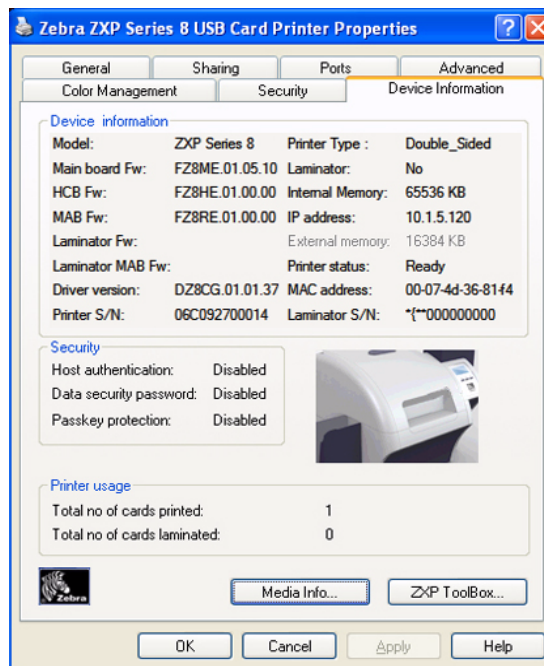 Zebra ZXP Series 8 USB Card Printer Properties
General Sharing Ports Advanced
Color Management Security Device Information
Device information
Model: ZXP Series 8 Printer Type : Double_Sided
Main board Fw: FZ8ME.01.05.10 Laminator: No
HCB Fw: FZ8HE.01.00.00 Internal Memory: 65536 KB
MAB Fw: FZ8RE.01.00.00 IP address: 10.1.5.120
Laminator Fw: External memory: 16384 KB
Laminator MAB Fw: Printer status: Ready
Driver version: DZ8CG.01.01.37 MAC address: 00-07-4d-36-81-f4
Printer S/N: 06C092700014 Laminator S/N: *{**000000000
Security
Host authentication: Disabled
Data security password: Disabled
Passkey protection: Disabled
Printer usage
Total no of cards printed: 1
Total no of cards laminated: 0
Zebra
Media Info... ZXP ToolBox...
OK Cancel Apply Help